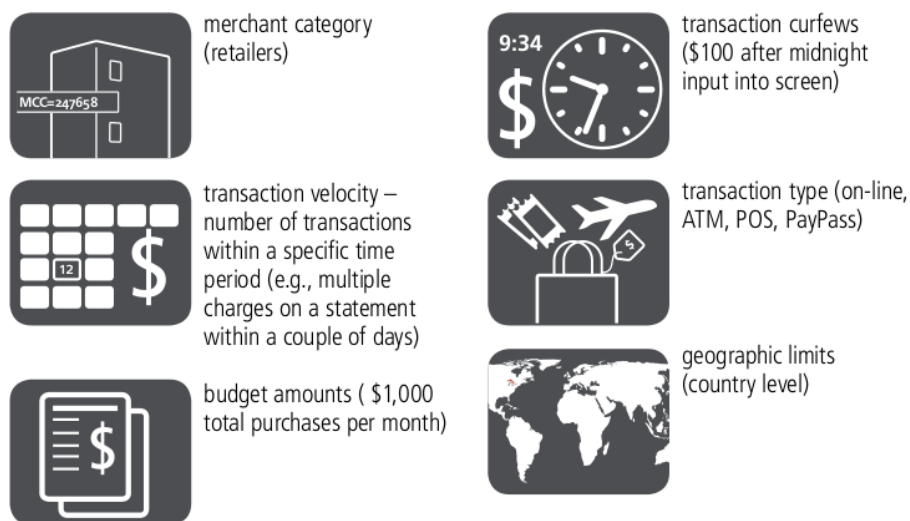 merchant category
(retailers)
MCC=247658
transaction velocity –
number of transactions
within a specific time
period (e.g., multiple
charges on a statement
within a couple of days)
12
$
budget amounts ( $1,000
total purchases per month)
$
9:34
$
transaction curfews
($100 after midnight
input into screen)
transaction type (on-line,
ATM, POS, PayPass)
$
geographic limits
(country level)